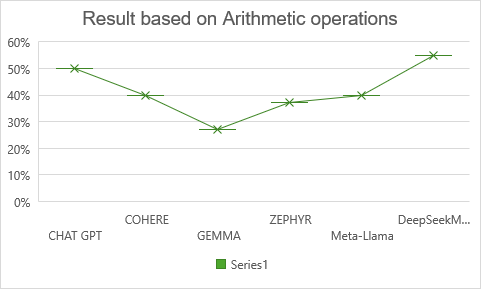 Result based on Arithmetic operations
60%
50%
40%
30%
20%
10%
0%
COHERE
ZEPHYR
DeepSeekM...
CHAT GPT
GEMMA
Meta-Llama
Series1